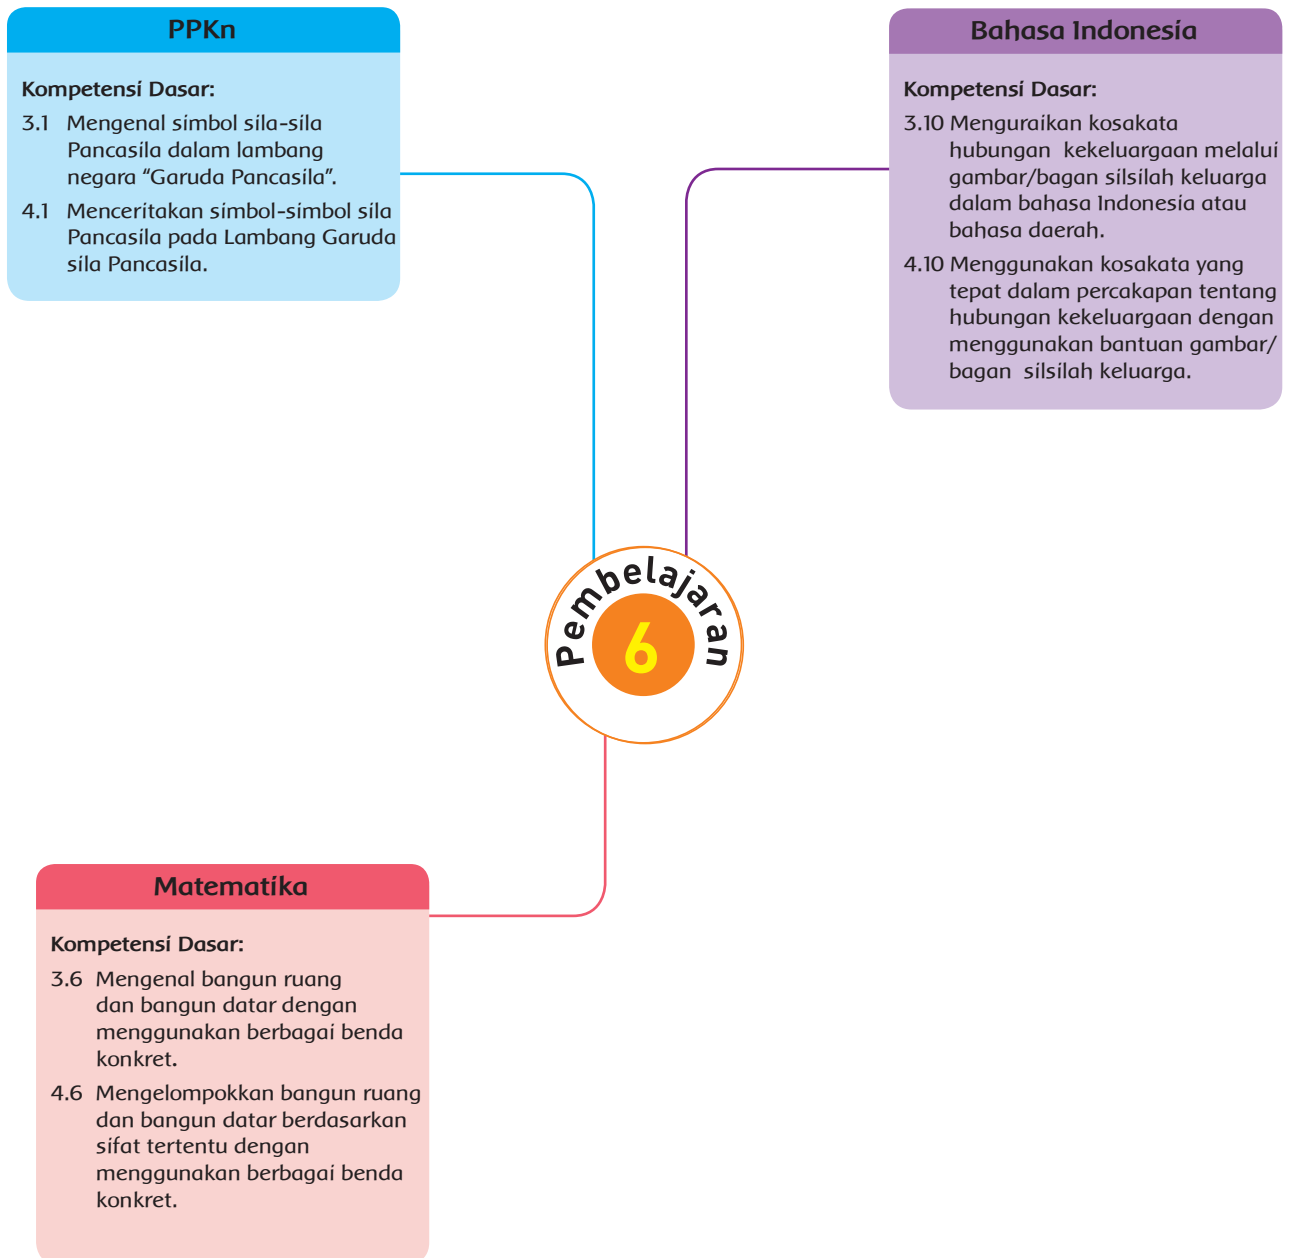 PPKn
Kompetensi Dasar:
3.1 Mengenal simbol sila-sila
Pancasila dalam lambang
negara “Garuda Pancasila”.
4.1 Menceritakan simbol-simbol sila
Pancasila pada Lambang Garuda
sila Pancasila.
Bahasa Indonesia
Kompetensi Dasar:
3.10 Menguraikan kosakata
hubungan kekeluargaan melalui
gambar/bagan silsilah keluarga
dalam bahasa Indonesia atau
bahasa daerah.
4.10 Menggunakan kosakata yang
tepat dalam percakapan tentang
hubungan kekeluargaan dengan
menggunakan bantuan gambar/
bagan silsilah keluarga.
Pembelajaran
6
Matematika
Kompetensi Dasar:
3.6 Mengenal bangun ruang
dan bangun datar dengan
menggunakan berbagai benda
konkret.
4.6 Mengelompokkan bangun ruang
dan bangun datar berdasarkan
sifat tertentu dengan
menggunakan berbagai benda
konkret.